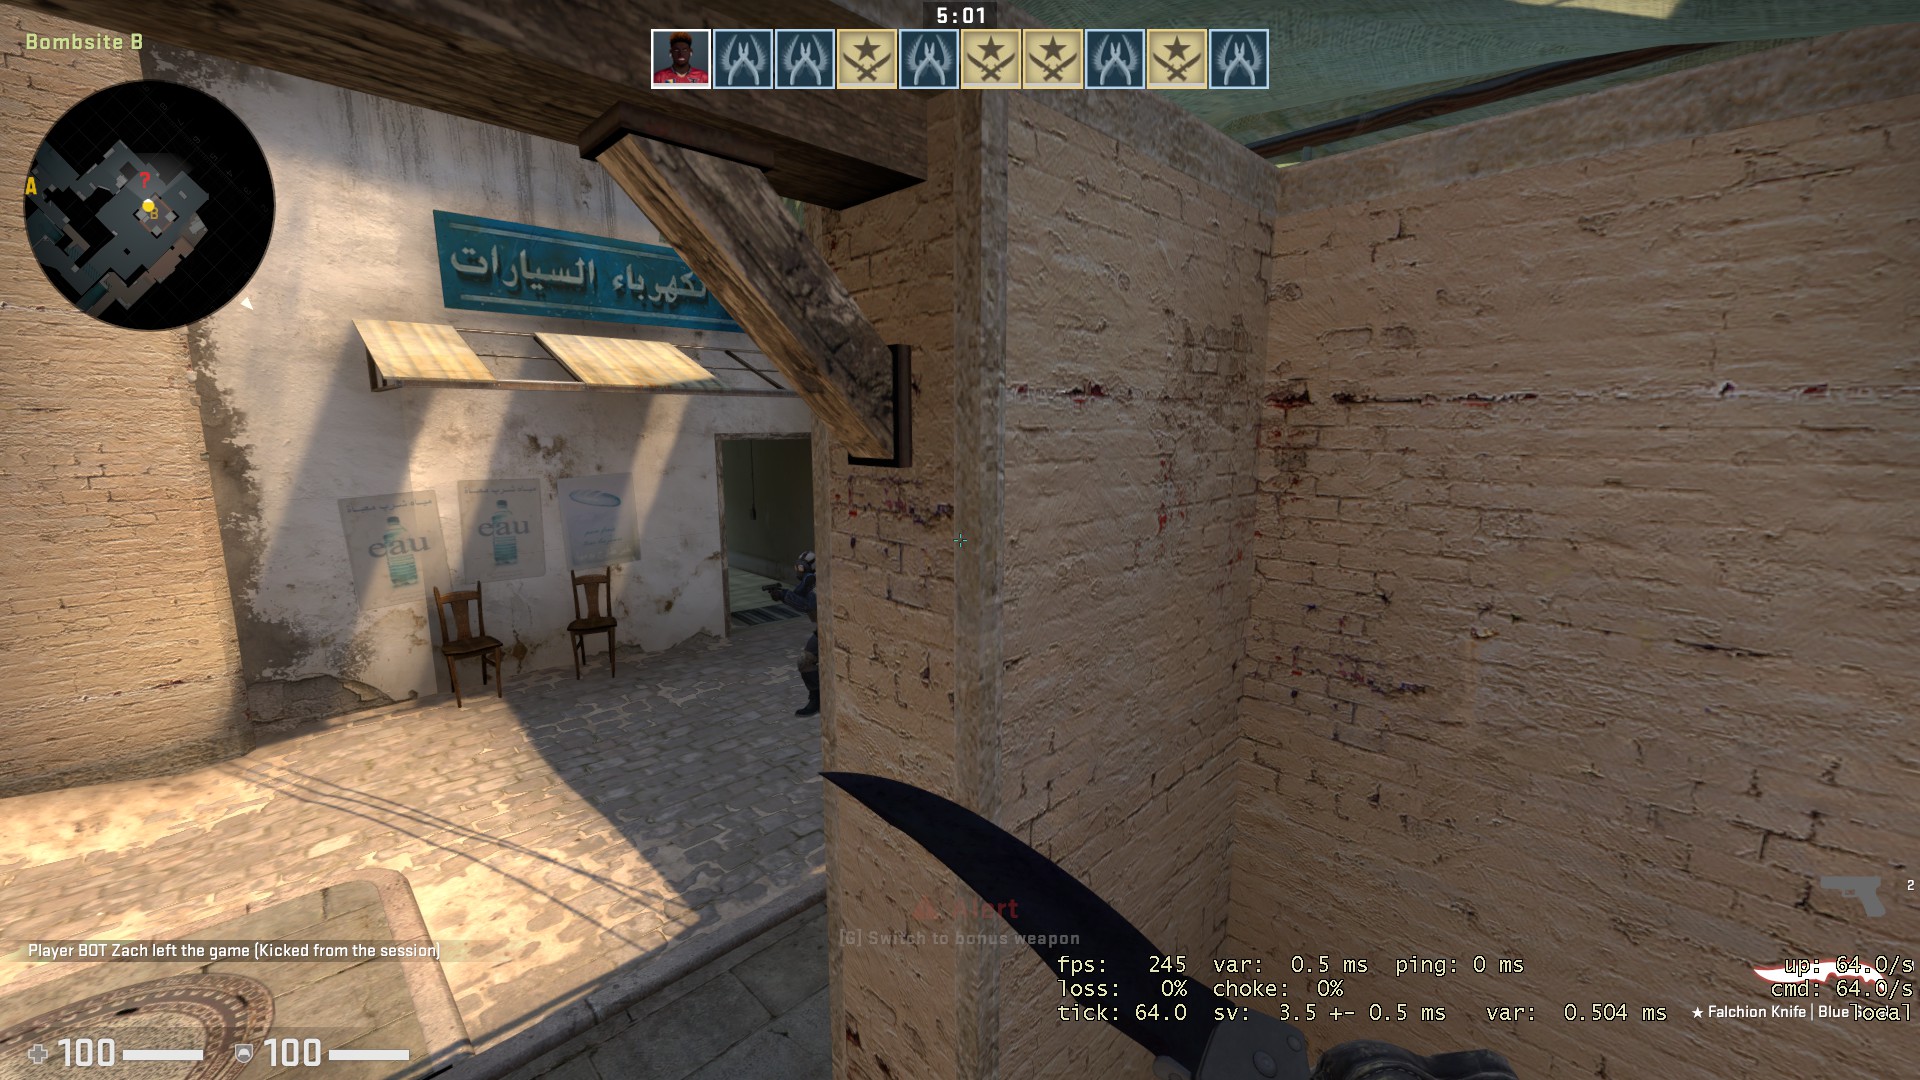 5:01
Bombsite B
A
?
B
كهرباء السيارات
eau
eau
Alert
[G] Switch to bonus weapon
Player BOT Zach left the game (Kicked from the session)
2
fps: 245 var: 0.5 ms ping: 0 ms
up: 64.0/s
loss: 0% choke: 0%
cmd: 64.0/s
tick: 64.0 sv: 3.5 +- 0.5 ms var: 0.504 ms
local
★ Falchion Knife | Blue
100
100